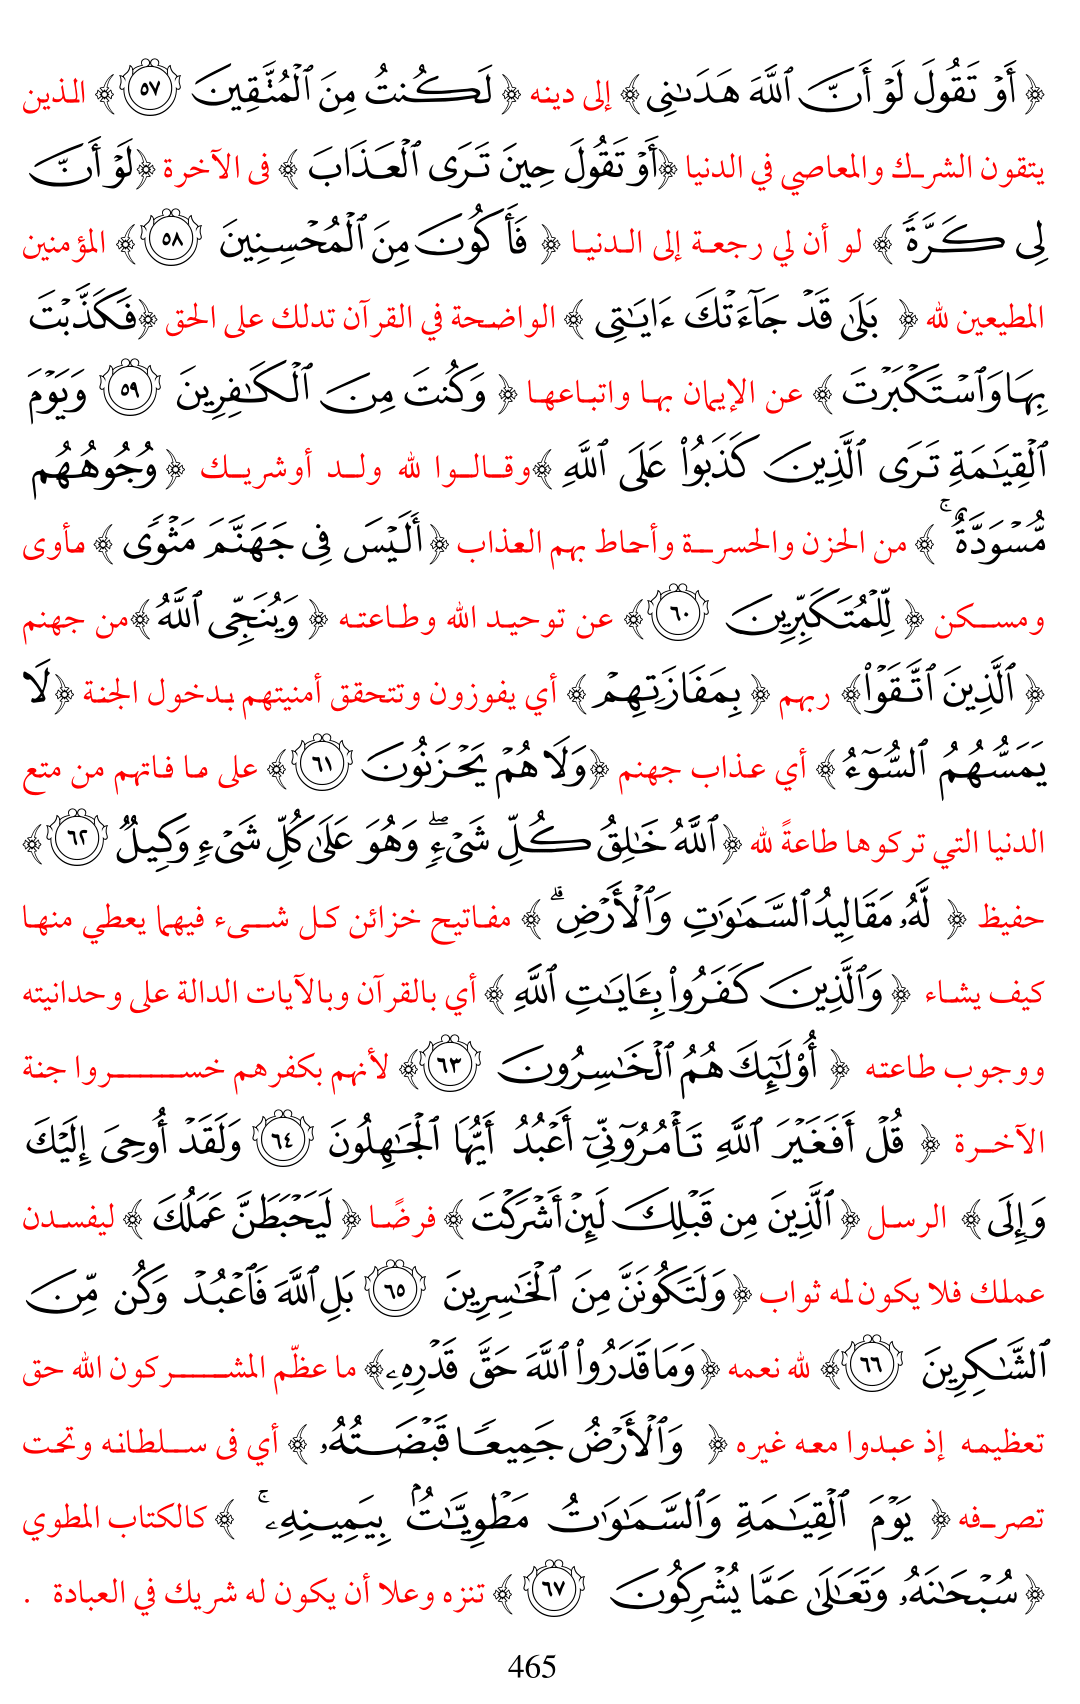 ﴿ أَوْ تَقُولَ لَوْ أَنَّ ٱللَّهَ هَدَىٰنِى ﴾ إلى دينه ﴿ لَكُنتُ مِنَ ٱلْمُتَّقِينَ ٥٧ ﴾ الذين
يتقون الشرك والمعاصي في الدنيا ﴿أَوْ تَقُولَ حِينَ تَرَى ٱلْعَذَابَ ﴾ فى الآخرة ﴿لَوْ أَنَّ
لِى كَرَّةً ﴾ لو أن لي رجعة إلى الدنيا ﴿ فَأَكُونَ مِنَ ٱلْمُحْسِنِينَ ٥٨ ﴾ المؤمنين
المطيعين لله ﴿ بَلَىٰ قَدْ جَآءَتْكَ ءَايَـٰتِى ﴾ الواضحة في القرآن تدلك على الحق ﴿فَكَذَّبْتَ
بِهَا وَٱسْتَكْبَرْتَ ﴾ عن الإيمان بها واتباعها ﴿ وَكُنتَ مِنَ ٱلْكَـٰفِرِينَ ٥٩ وَيَوْمَ
ٱلْقِيَـٰمَةِ تَرَى ٱلَّذِينَ كَذَبُوا۟ عَلَى ٱللَّهِ ﴾وقالوا لله ولد أوشريك ﴿ وُجُوهُهُم
مُّسْوَدَّةٌ ۚ ﴾ من الحزن والحسرة وأحاط بهم العذاب ﴿ أَلَيْسَ فِى جَهَنَّمَ مَثْوًى ﴾ مأوى
ومسكن ﴿ لِّلْمُتَكَبِّرِينَ ٦٠ ﴾ عن توحيد الله وطاعته ﴿ وَيُنَجِّى ٱللَّهُ ﴾من جهنم
﴿ ٱلَّذِينَ ٱتَّقَوْا۟ ﴾ ربهم ﴿ بِمَفَازَتِهِمْ ﴾ أي يفوزون وتتحقق أمنيتهم بدخول الجنة ﴿لَا
يَمَسُّهُمُ ٱلسُّوٓءُ ﴾ أي عذاب جهنم ﴿وَلَا هُمْ يَحْزَنُونَ ٦١ ﴾ على ما فاتهم من متع
الدنيا التي تركوها طاعةً لله ﴿ٱللَّهُ خَـٰلِقُ كُلِّ شَىْءٍ ۖ وَهُوَ عَلَىٰ كُلِّ شَىْءٍ وَكِيلٌ ٦٢ ﴾
حفيظ ﴿ لَّهُۥ مَقَالِيدُ ٱلسَّمَـٰوَٰتِ وَٱلْأَرْضِ ۗ ﴾ مفاتيح خزائن كل شىء فيهما يعطي منها
كيف يشاء ﴿ وَٱلَّذِينَ كَفَرُوا۟ بِـَٔايَـٰتِ ٱللَّهِ ﴾ أي بالقرآن وبالآيات الدالة على وحدانيته
ووجوب طاعته ﴿ أُو۟لَـٰٓئِكَ هُمُ ٱلْخَـٰسِرُونَ ٦٣ ﴾ لأنهم بكفرهم خسروا جنة
الآخرة ﴿ قُلْ أَفَغَيْرَ ٱللَّهِ تَأْمُرُوٓنِّىٓ أَعْبُدُ أَيُّهَا ٱلْجَـٰهِلُونَ ٦٤ وَلَقَدْ أُوحِىَ إِلَيْكَ
وَإِلَى ﴾ الرسل ﴿ ٱلَّذِينَ مِن قَبْلِكَ لَئِنْ أَشْرَكْتَ ﴾ فرضًا ﴿ لَيَحْبَطَنَّ عَمَلُكَ ﴾ ليفسدن
عملك فلا يكون له ثواب ﴿ وَلَتَكُونَنَّ مِنَ ٱلْخَـٰسِرِينَ ٦٥ بَلِ ٱللَّهَ فَٱعْبُدْ وَكُن مِّنَ
ٱلشَّـٰكِرِينَ ٦٦ ﴾ لله نعمه ﴿ وَمَا قَدَرُوا۟ ٱللَّهَ حَقَّ قَدْرِهِۦ﴾ ما عظّم المشركون الله حق
تعظيمه إذ عبدوا معه غيره ﴿ وَٱلْأَرْضُ جَمِيعًا قَبْضَتُهُۥ ﴾ أي فى سلطانه وتحت
تصرفه ﴿ يَوْمَ ٱلْقِيَـٰمَةِ وَٱلسَّمَـٰوَٰتُ مَطْوِيَّـٰتٌۢ بِيَمِينِهِۦ ۚ ﴾ كالكتاب المطوي
﴿ سُبْحَـٰنَهُۥ وَتَعَـٰلَىٰ عَمَّا يُشْرِكُونَ ٦٧ ﴾ تنزه وعلا أن يكون له شريك في العبادة .
465